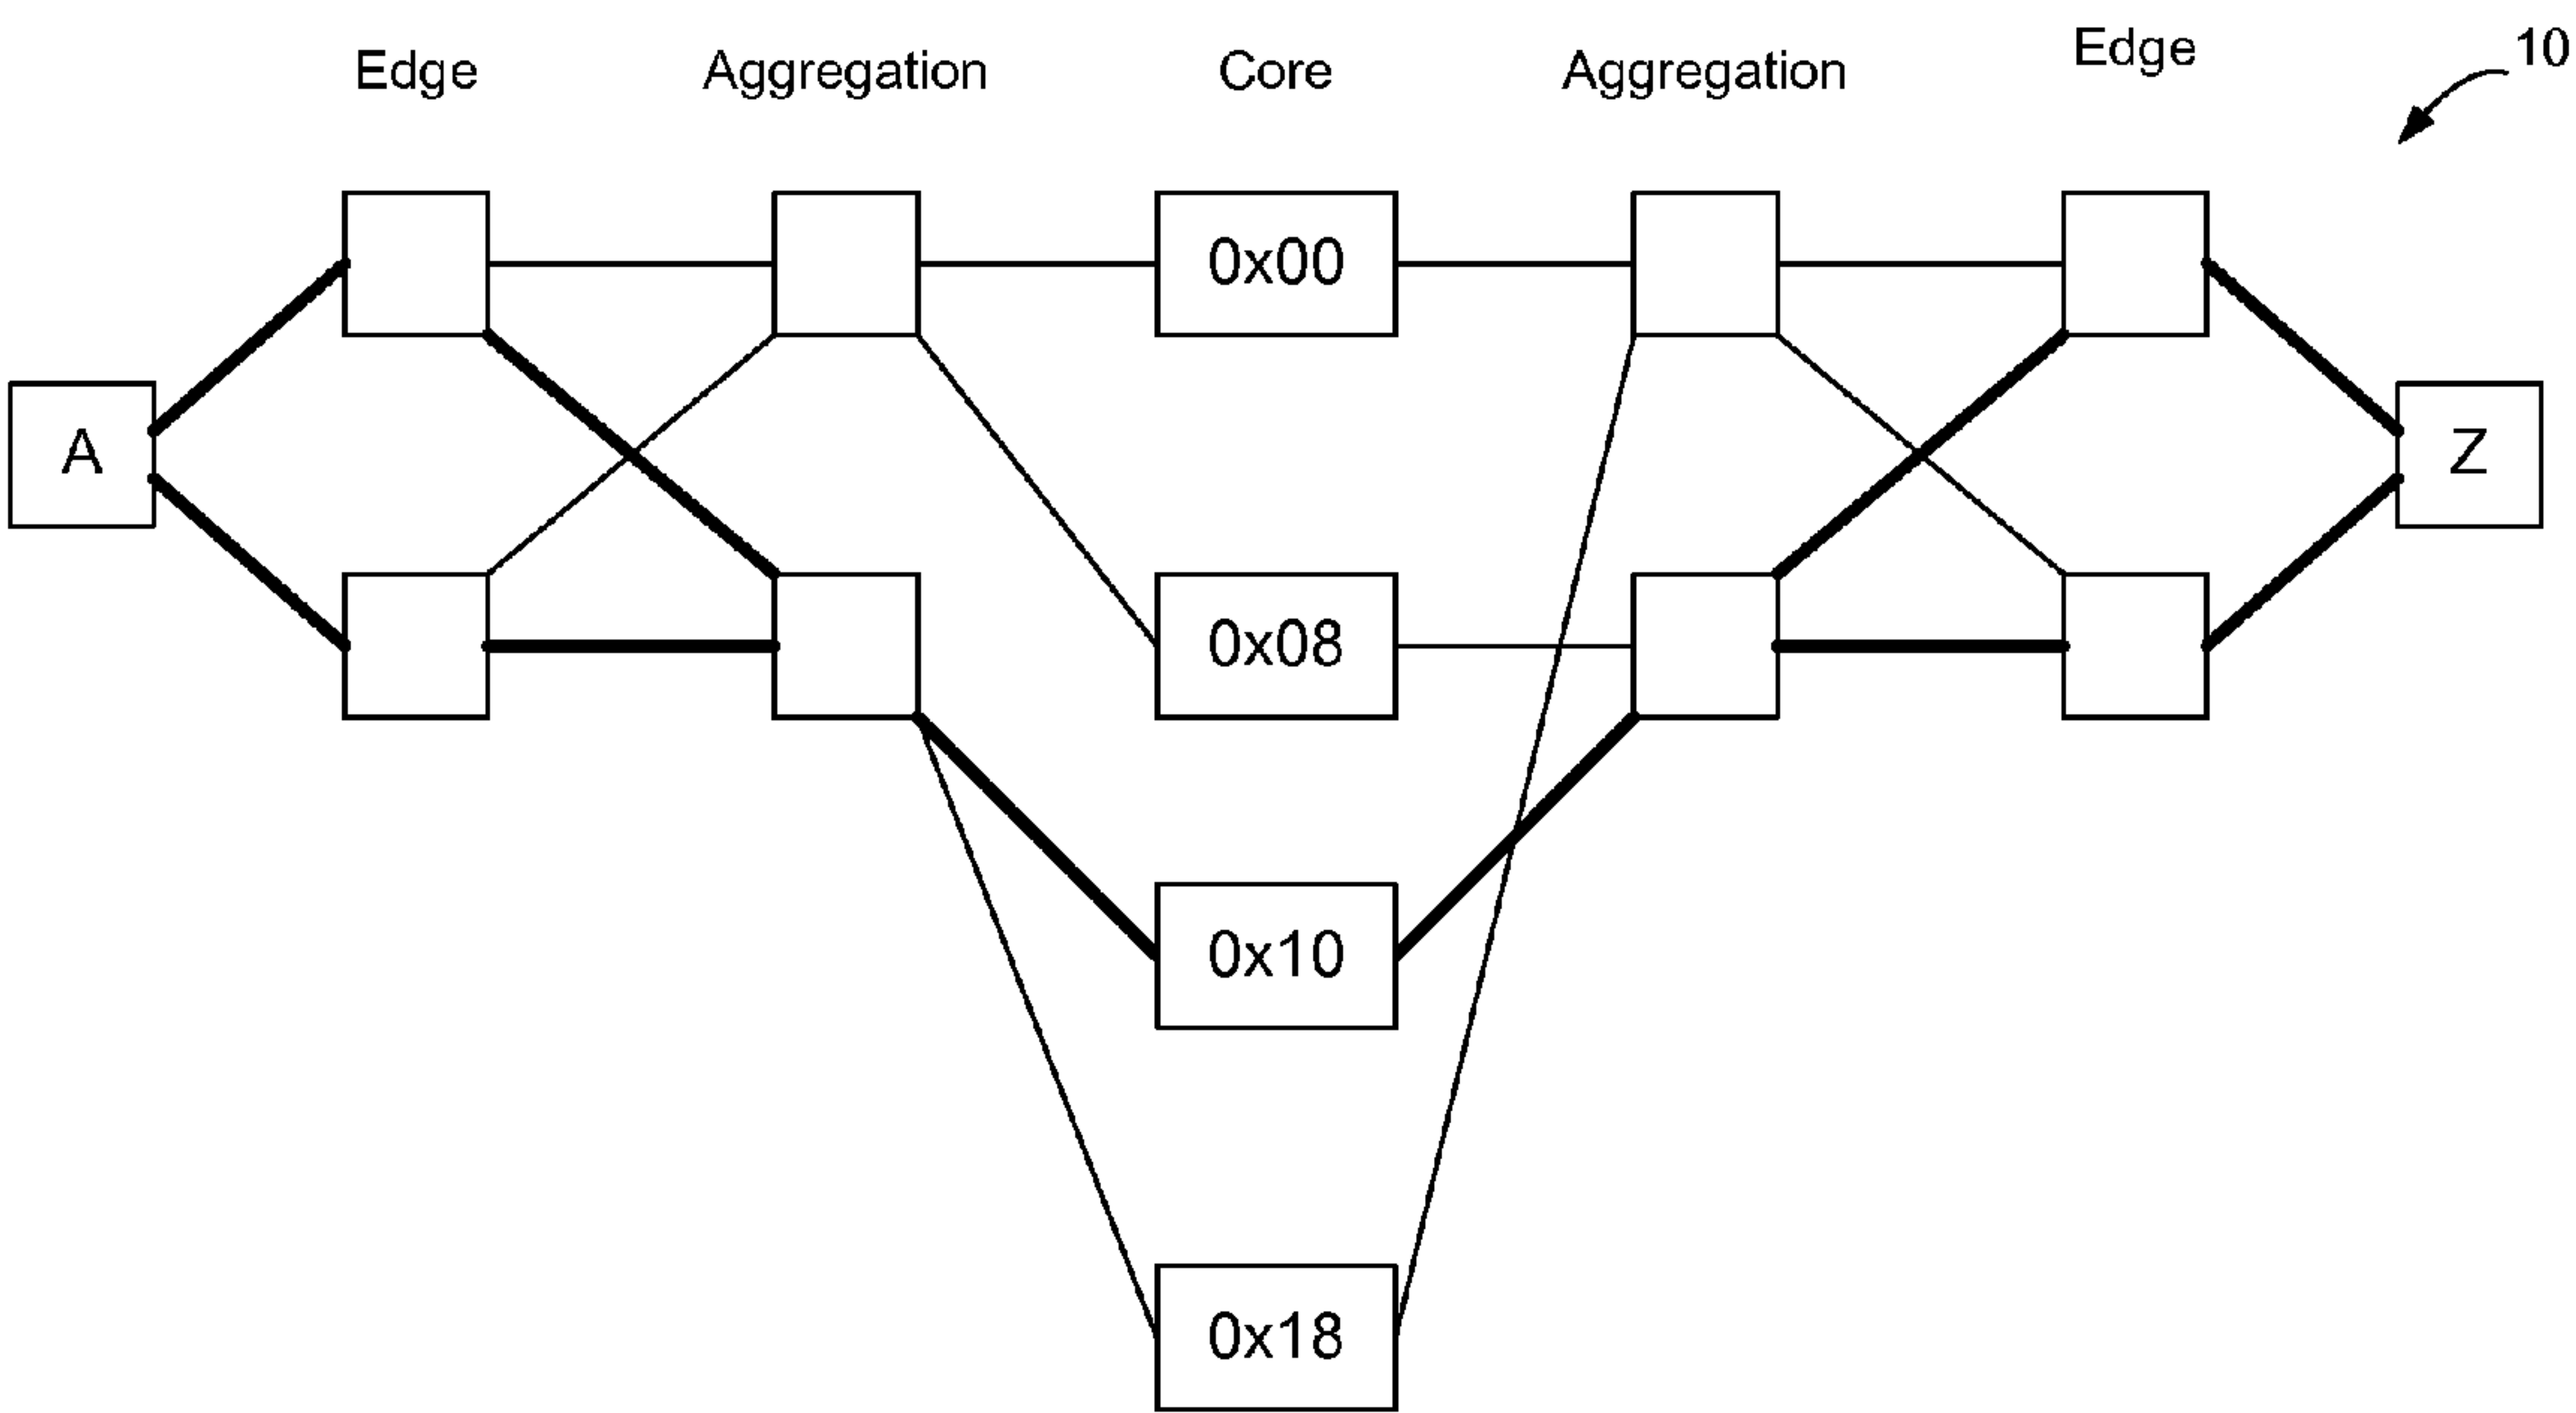 Edge Aggregation Core Aggregation Edge 10
0x00
A Z
0x08
0x10
0x18